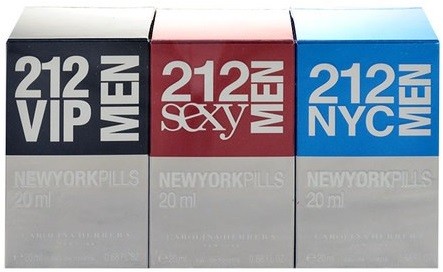 212
VIP
MEN
NEWYORKPILLS
20 ml
CAROLINA HERRERA
212
sexy
MEN
NEWYORKPILLS
20 ml
CAROLINA HERRERA
212
NYC
MEN
NEWYORKPILLS
20 ml
CAROLINA HERRERA